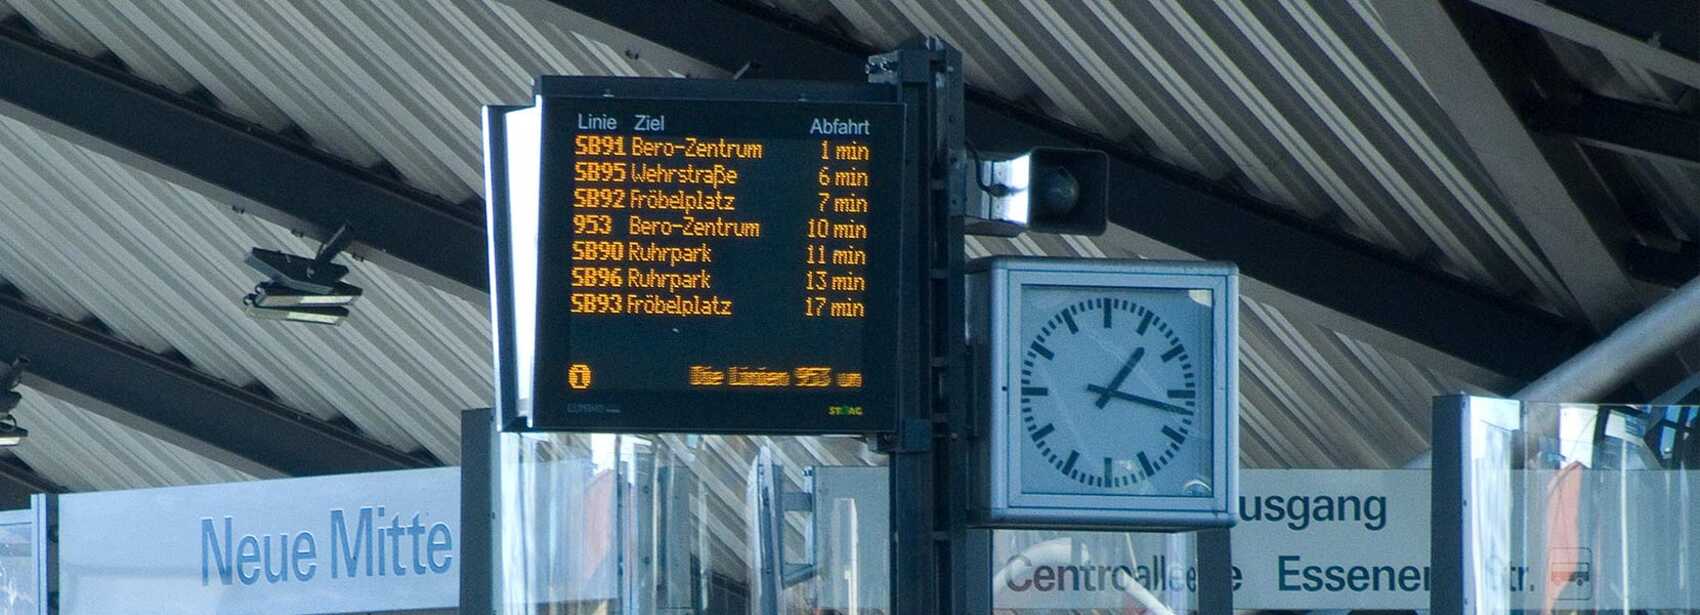 Linie Ziel Abfahrt
SB91 Bero-Zentrum 1 min
SB95 Wehrstraße 6 min
SB92 Fröbelplatz 7 min
953 Bero-Zentrum 10 min
SB90 Ruhrpark 11 min
SB96 Ruhrpark 13 min
SB93 Fröbelplatz 17 min
Die Linien 953 un
STOAG
Neue Mitte
usgang
Centroallee Essener Str.